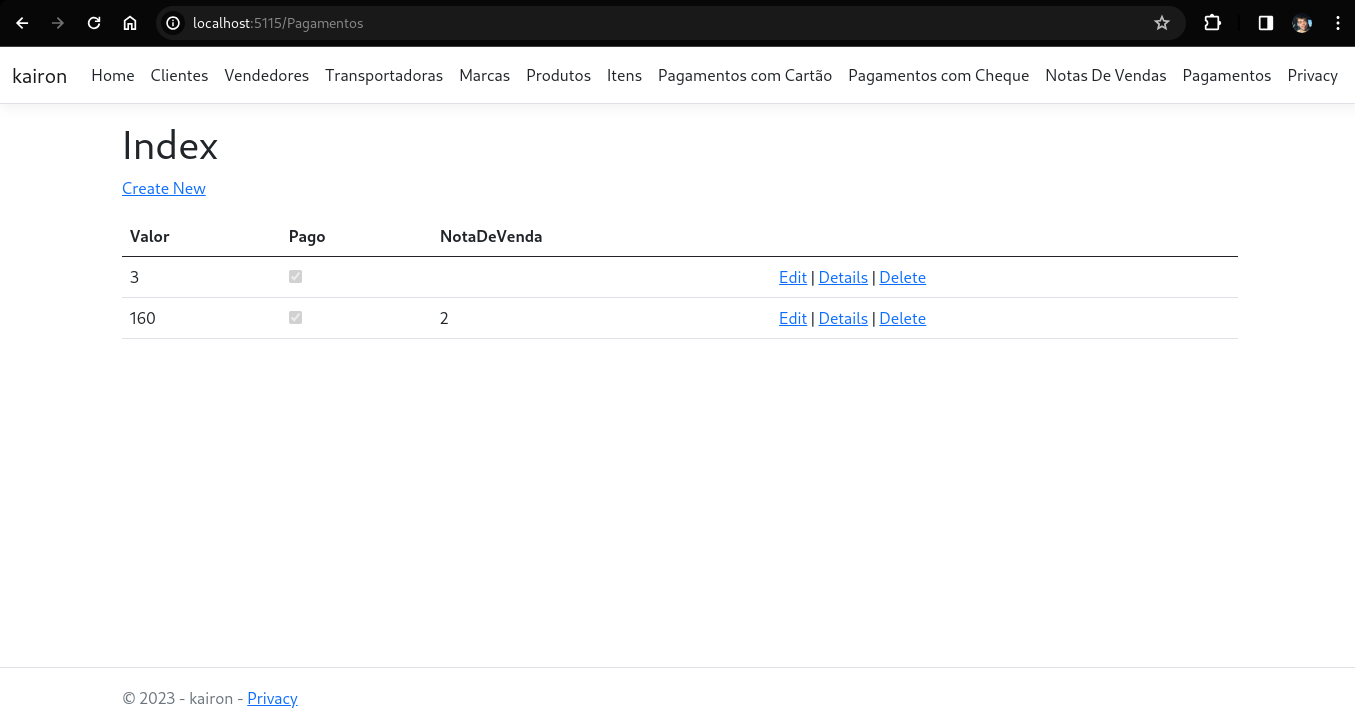 localhost:5115/Pagamentos
kairon Home Clientes Vendedores Transportadoras Marcas Produtos Itens Pagamentos com Cartão Pagamentos com Cheque Notas De Vendas Pagamentos Privacy
Index
Create New
Valor Pago NotaDeVenda
3 Edit | Details | Delete
160 2 Edit | Details | Delete
© 2023 - kairon - Privacy